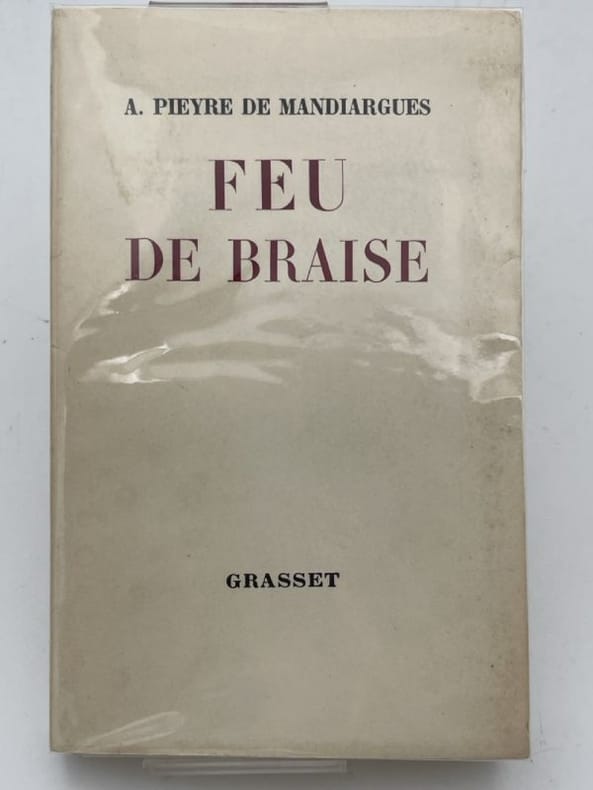 A. PIEYRE DE MANDIARGUES
FEU
DE BRAISE
GRASSET